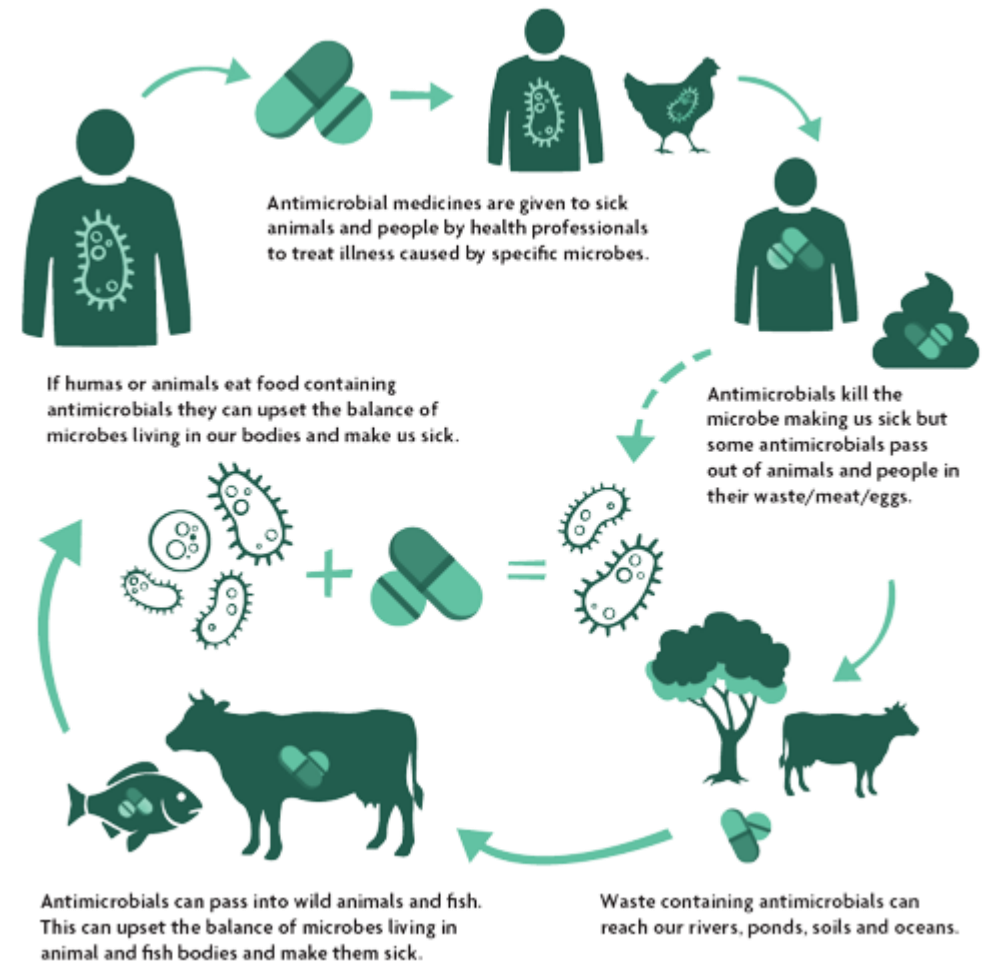 Antimicrobial medicines are given to sick
animals and people by health professionals
to treat illness caused by specific microbes.
Antimicrobials kill the
microbe making us sick but
some antimicrobials pass
out of animals and people in
their waste/meat/eggs.
Waste containing antimicrobials can
reach our rivers, ponds, soils and oceans.
Antimicrobials can pass into wild animals and fish.
This can upset the balance of microbes living in
animal and fish bodies and make them sick.
If humas or animals eat food containing
antimicrobials they can upset the balance of
microbes living in our bodies and make us sick.
+ =